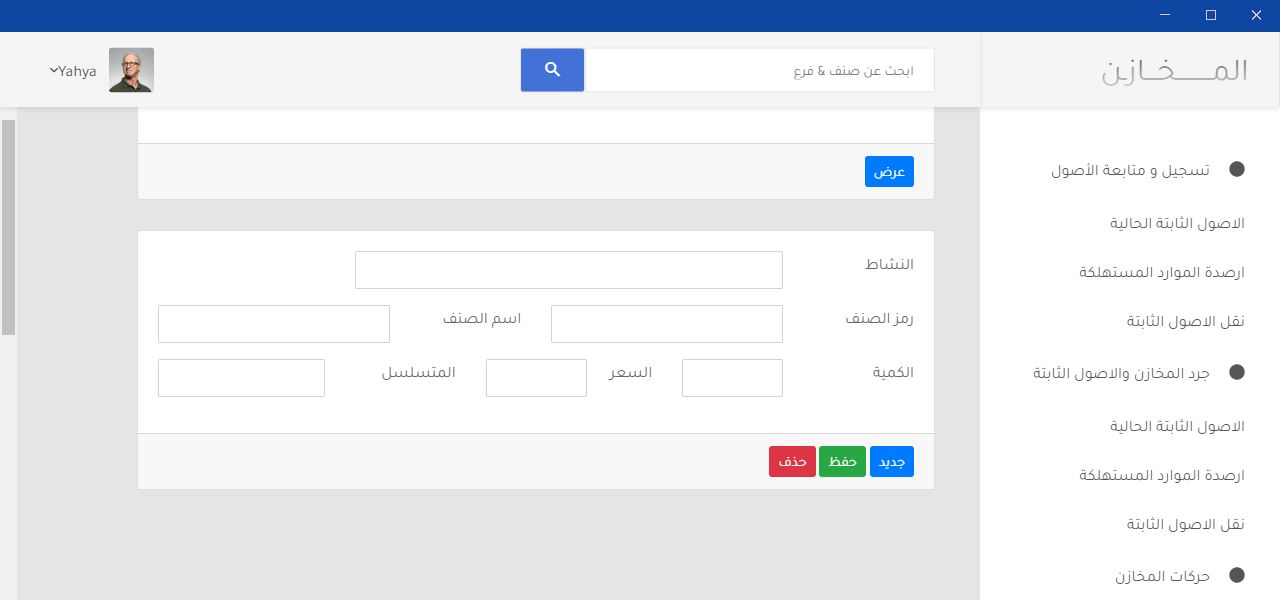 المـــــخـــازن
ابحث عن صنف & فرع
Yahya
تسجيل و متابعة الأصول
الاصول الثابتة الحالية
ارصدة الموارد المستهلكة
نقل الاصول الثابتة
جرد المخازن والاصول الثابتة
الاصول الثابتة الحالية
ارصدة الموارد المستهلكة
نقل الاصول الثابتة
حركات المخازن
عرض
النشاط
رمز الصنف اسم الصنف
الكمية السعر المتسلسل
جديد حفظ حذف